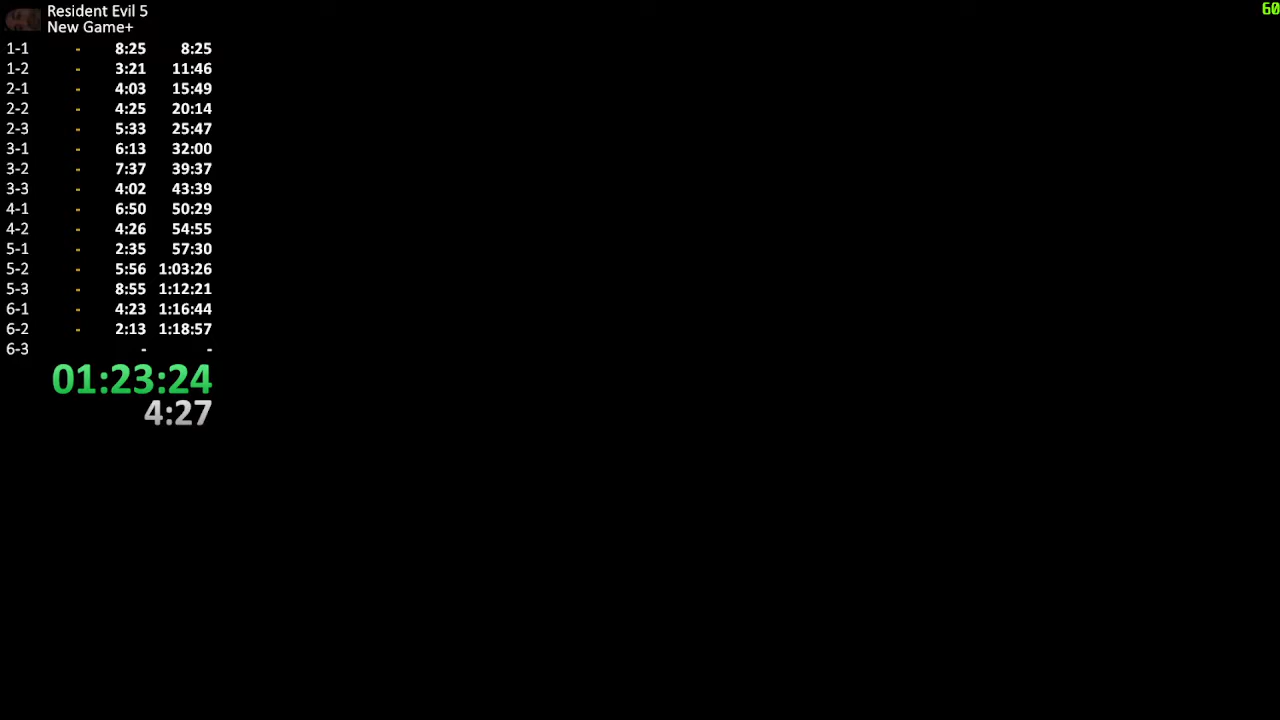 Resident Evil 5
New Game+
60
1-1 - 8:25 8:25
1-2 - 3:21 11:46
2-1 - 4:03 15:49
2-2 - 4:25 20:14
2-3 - 5:33 25:47
3-1 - 6:13 32:00
3-2 - 7:37 39:37
3-3 - 4:02 43:39
4-1 - 6:50 50:29
4-2 - 4:26 54:55
5-1 - 2:35 57:30
5-2 - 5:56 1:03:26
5-3 - 8:55 1:12:21
6-1 - 4:23 1:16:44
6-2 - 2:13 1:18:57
6-3 - -
01:23:24
4:27